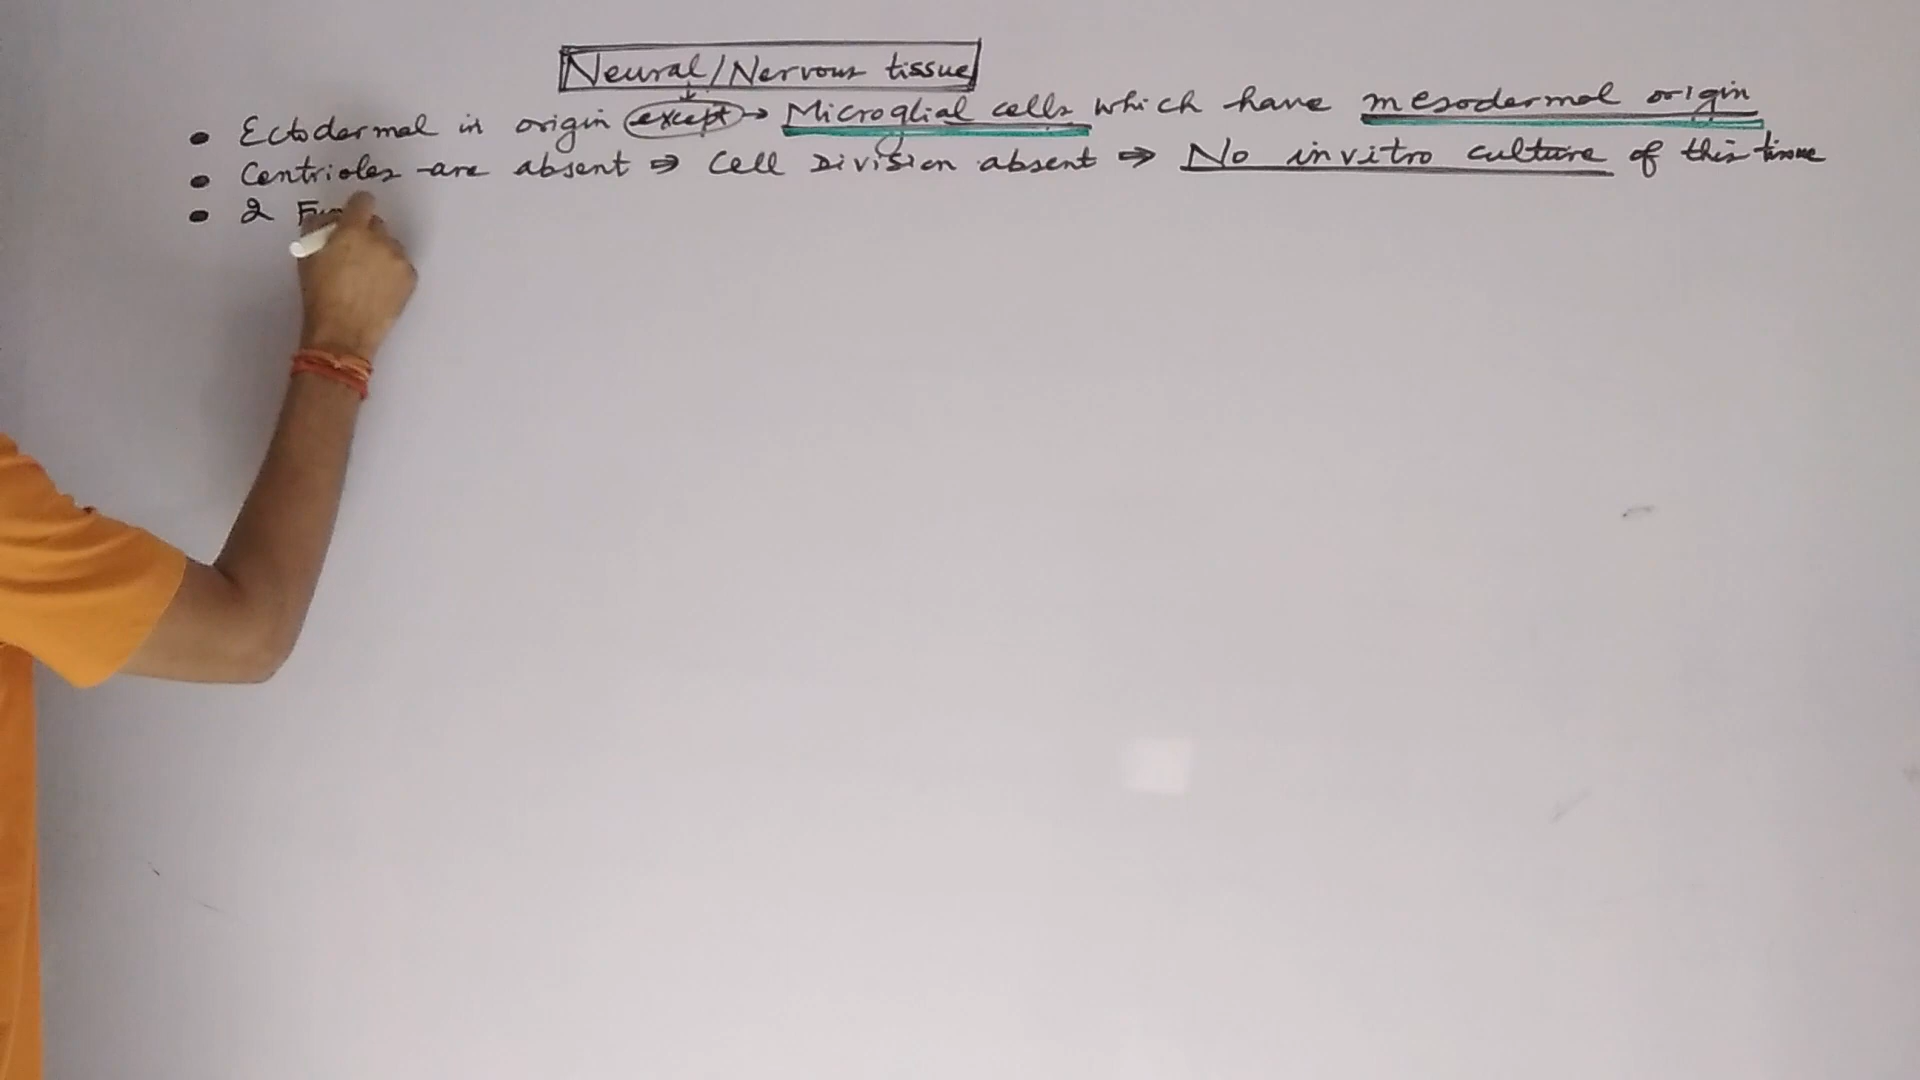 Neural/Nervous tissue
• Ectodermal in origin except → Microglial cells which have mesodermal origin
• Centrioles are absent ⇒ Cell Division absent ⇒ No invitro culture of this tissue
• 2